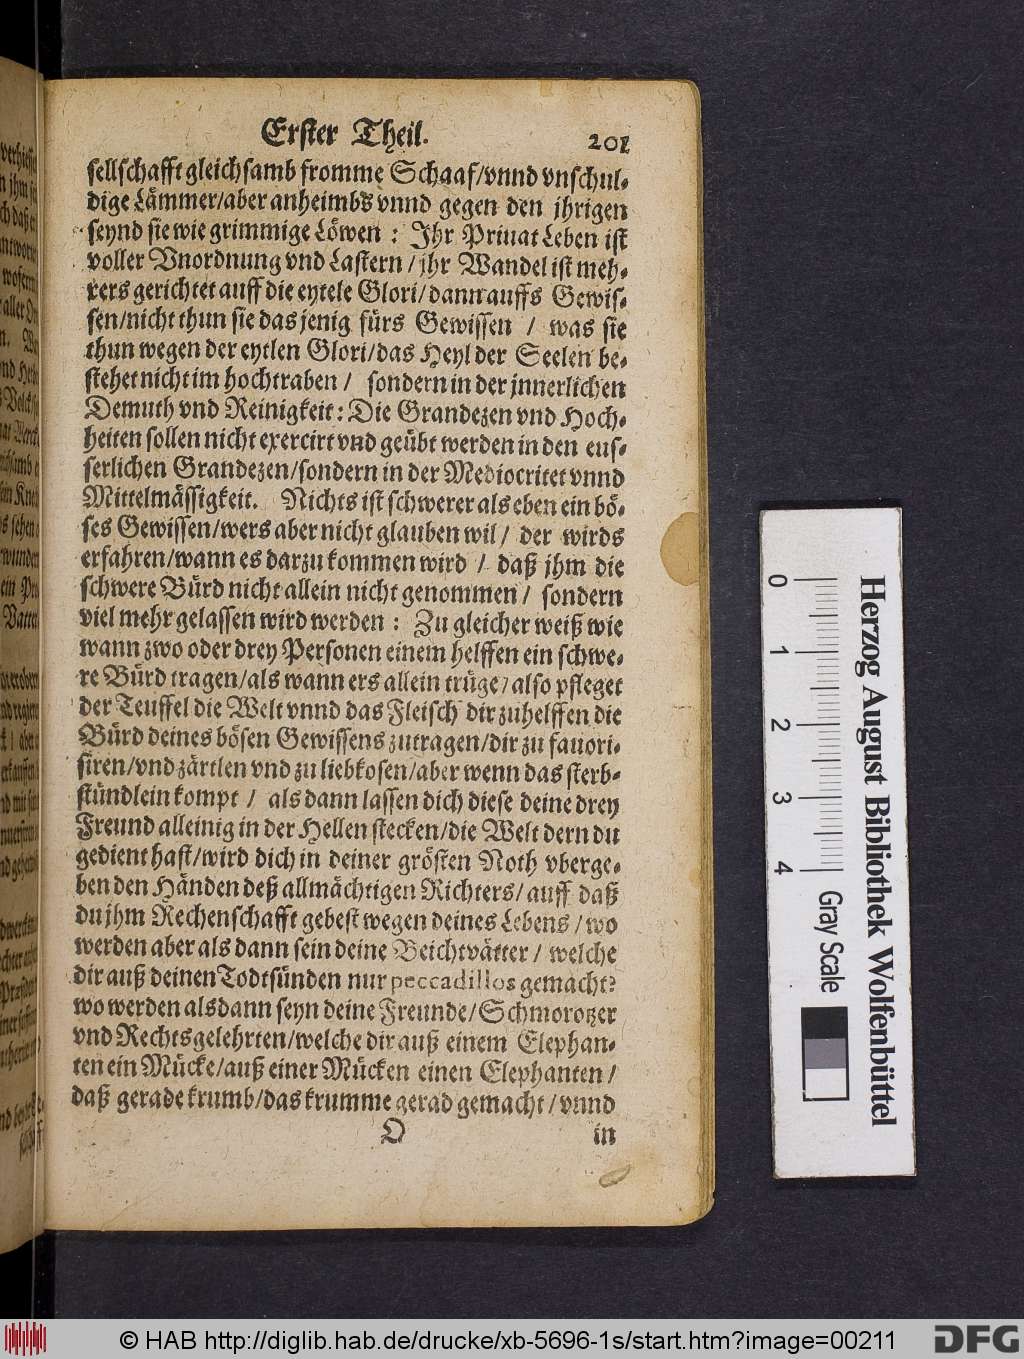 Erster Theil. 201
sellschafft gleichsamb fromme Schaaf/vnnd vnschul-
dige Lämmer/aber anheimbs vnnd gegen den jhrigen
seynd sie wie grimmige Löwen: Ihr Priuat Leben ist
voller Vnordnung vnd Lastern/jhr Wandel ist meh-
rers gerichtet auff die eytele Glori/dann auffs Gewis-
sen/nicht thun sie das jenig fürs Gewissen / was sie
thun wegen der eytlen Glori/das Heyl der Seelen be-
stehet nicht im hochtraben/ sondern in der jnnerlichen
Demuth vnd Reinigkeit: Die Grandezen vnd Hoch-
heiten sollen nicht exercirt vnd geübt werden in den eus-
serlichen Grandezen/sondern in der Mediocritet vnnd
Mittelmässigkeit. Nichts ist schwerer als eben ein bö-
ses Gewissen/wers aber nicht glauben wil/ der wirds
erfahren/wann es darzu kommen wird / daß jhm die
schwere Bürd nicht allein nicht genommen/ sondern
viel mehr gelassen wird werden: Zu gleicher weiß wie
wann zwo oder drey Personen einem helffen ein schwe-
re Bürd tragen/als wann ers allein trüge/also pfleget
der Teuffel die Welt vnnd das Fleisch dir zuhelffen die
Bürd deines bösen Gewissens zutragen/dir zu fauori-
siren/vnd zärtlen vnd zu liebkosen/aber wenn das sterb-
stündlein kompt/ als dann lassen dich diese deine drey
Freund alleinig in der Hellen stecken/die Welt dern du
gedient hast/wird dich in deiner grösten Noth vberge-
ben den Händen deß allmächtigen Richters/auff daß
du jhm Rechenschafft gebest wegen deines Lebens/wo
werden aber als dann sein deine Beichtvätter/ welche
dir auß deinen Todtsünden nur peccadillos gemacht?
wo werden alsdann seyn deine Freunde/Schmorotzer
vnd Rechtsgelehrten/welche dir auß einem Elephan-
ten ein Mücke/auß einer Mücken einen Elephanten/
daß gerade krumb/das krumme gerad gemacht/vnnd
O in
Herzog August Bibliothek Wolfenbüttel
0 1 2 3 4 Gray Scale
© HAB http://diglib.hab.de/drucke/xb-5696-1s/start.htm?image=00211
DFG